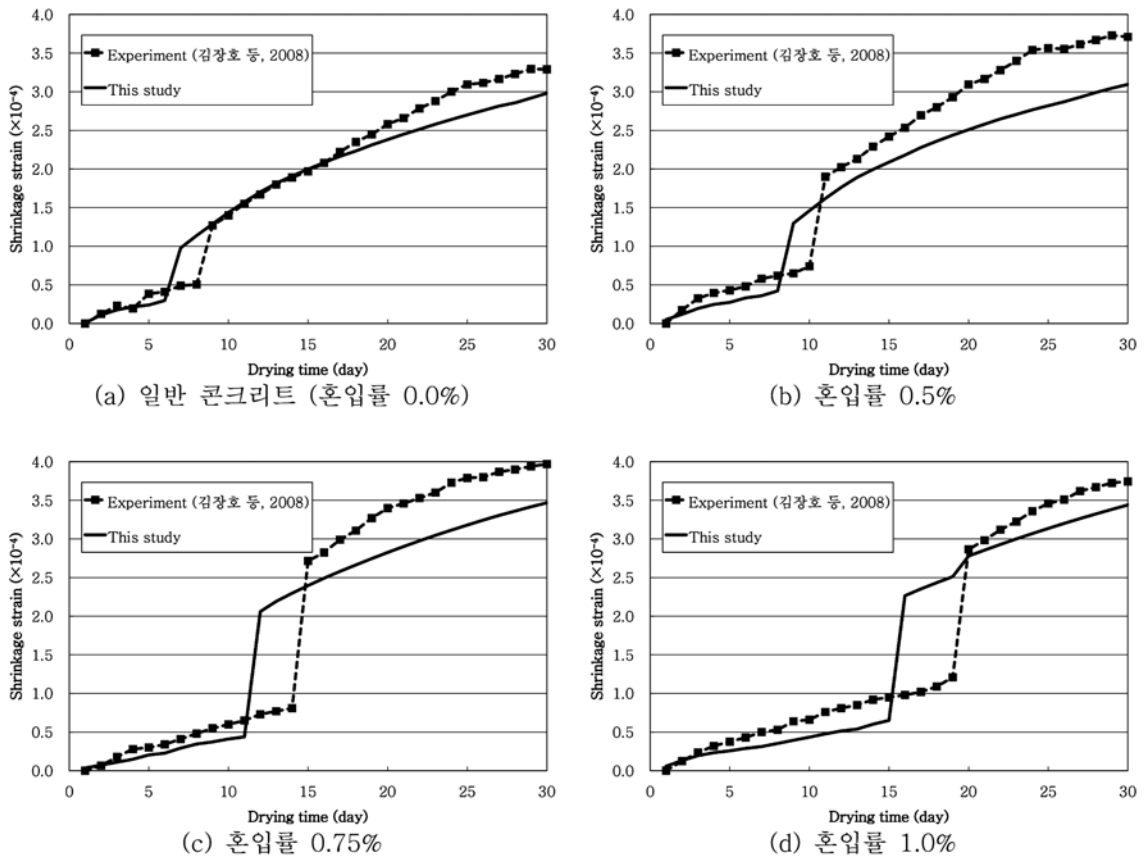 4.0
3.5
3.0
2.5
2.0
1.5
1.0
0.5
0.0
Shrinkage strain (×10⁻⁴)
Experiment (김장호 등, 2008)
This study
0 5 10 15 20 25 30
Drying time (day)
(a) 일반 콘크리트 (혼입률 0.0%)
4.0
3.5
3.0
2.5
2.0
1.5
1.0
0.5
0.0
Shrinkage strain (×10⁻⁴)
Experiment (김장호 등, 2008)
This study
0 5 10 15 20 25 30
Drying time (day)
(b) 혼입률 0.5%
4.0
3.5
3.0
2.5
2.0
1.5
1.0
0.5
0.0
Shrinkage strain (×10⁻⁴)
Experiment (김장호 등, 2008)
This study
0 5 10 15 20 25 30
Drying time (day)
(c) 혼입률 0.75%
4.0
3.5
3.0
2.5
2.0
1.5
1.0
0.5
0.0
Shrinkage strain (×10⁻⁴)
Experiment (김장호 등, 2008)
This study
0 5 10 15 20 25 30
Drying time (day)
(d) 혼입률 1.0%